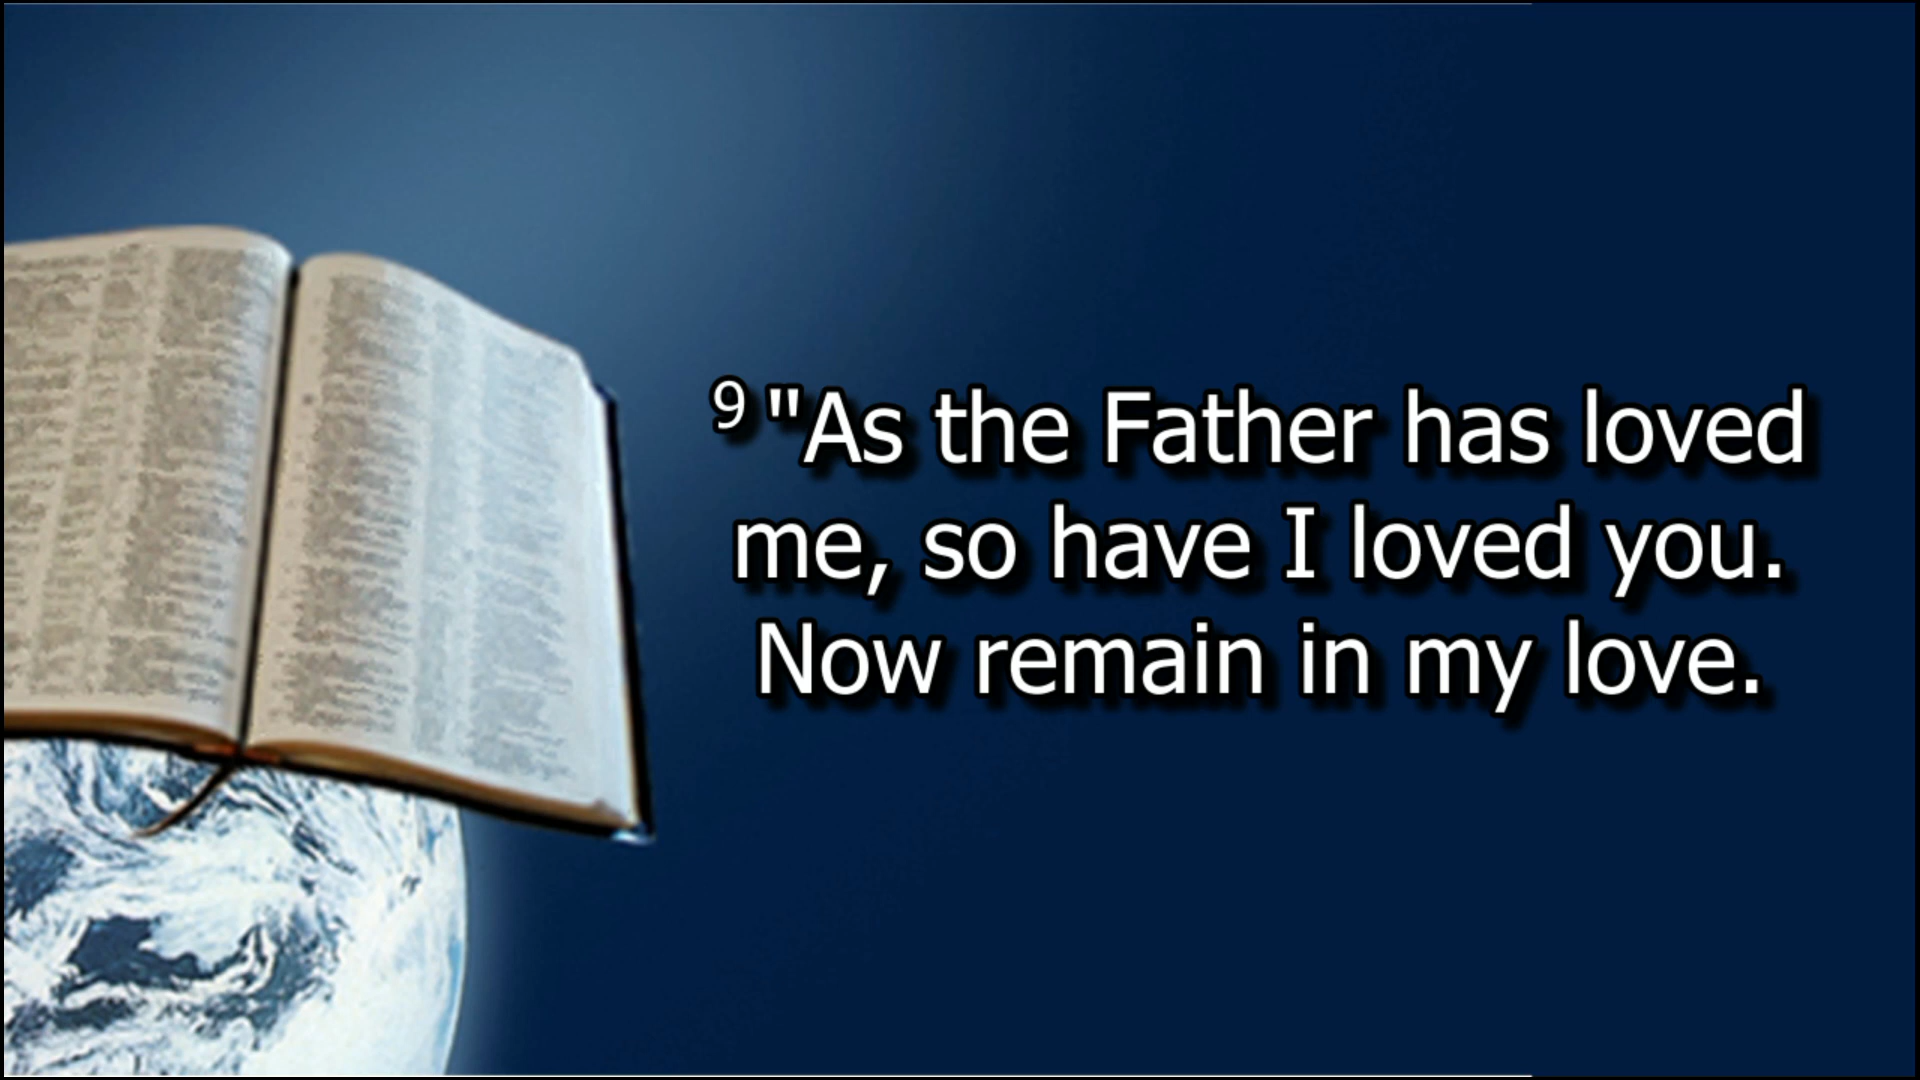 9 "As the Father has loved
me, so have I loved you.
Now remain in my love.